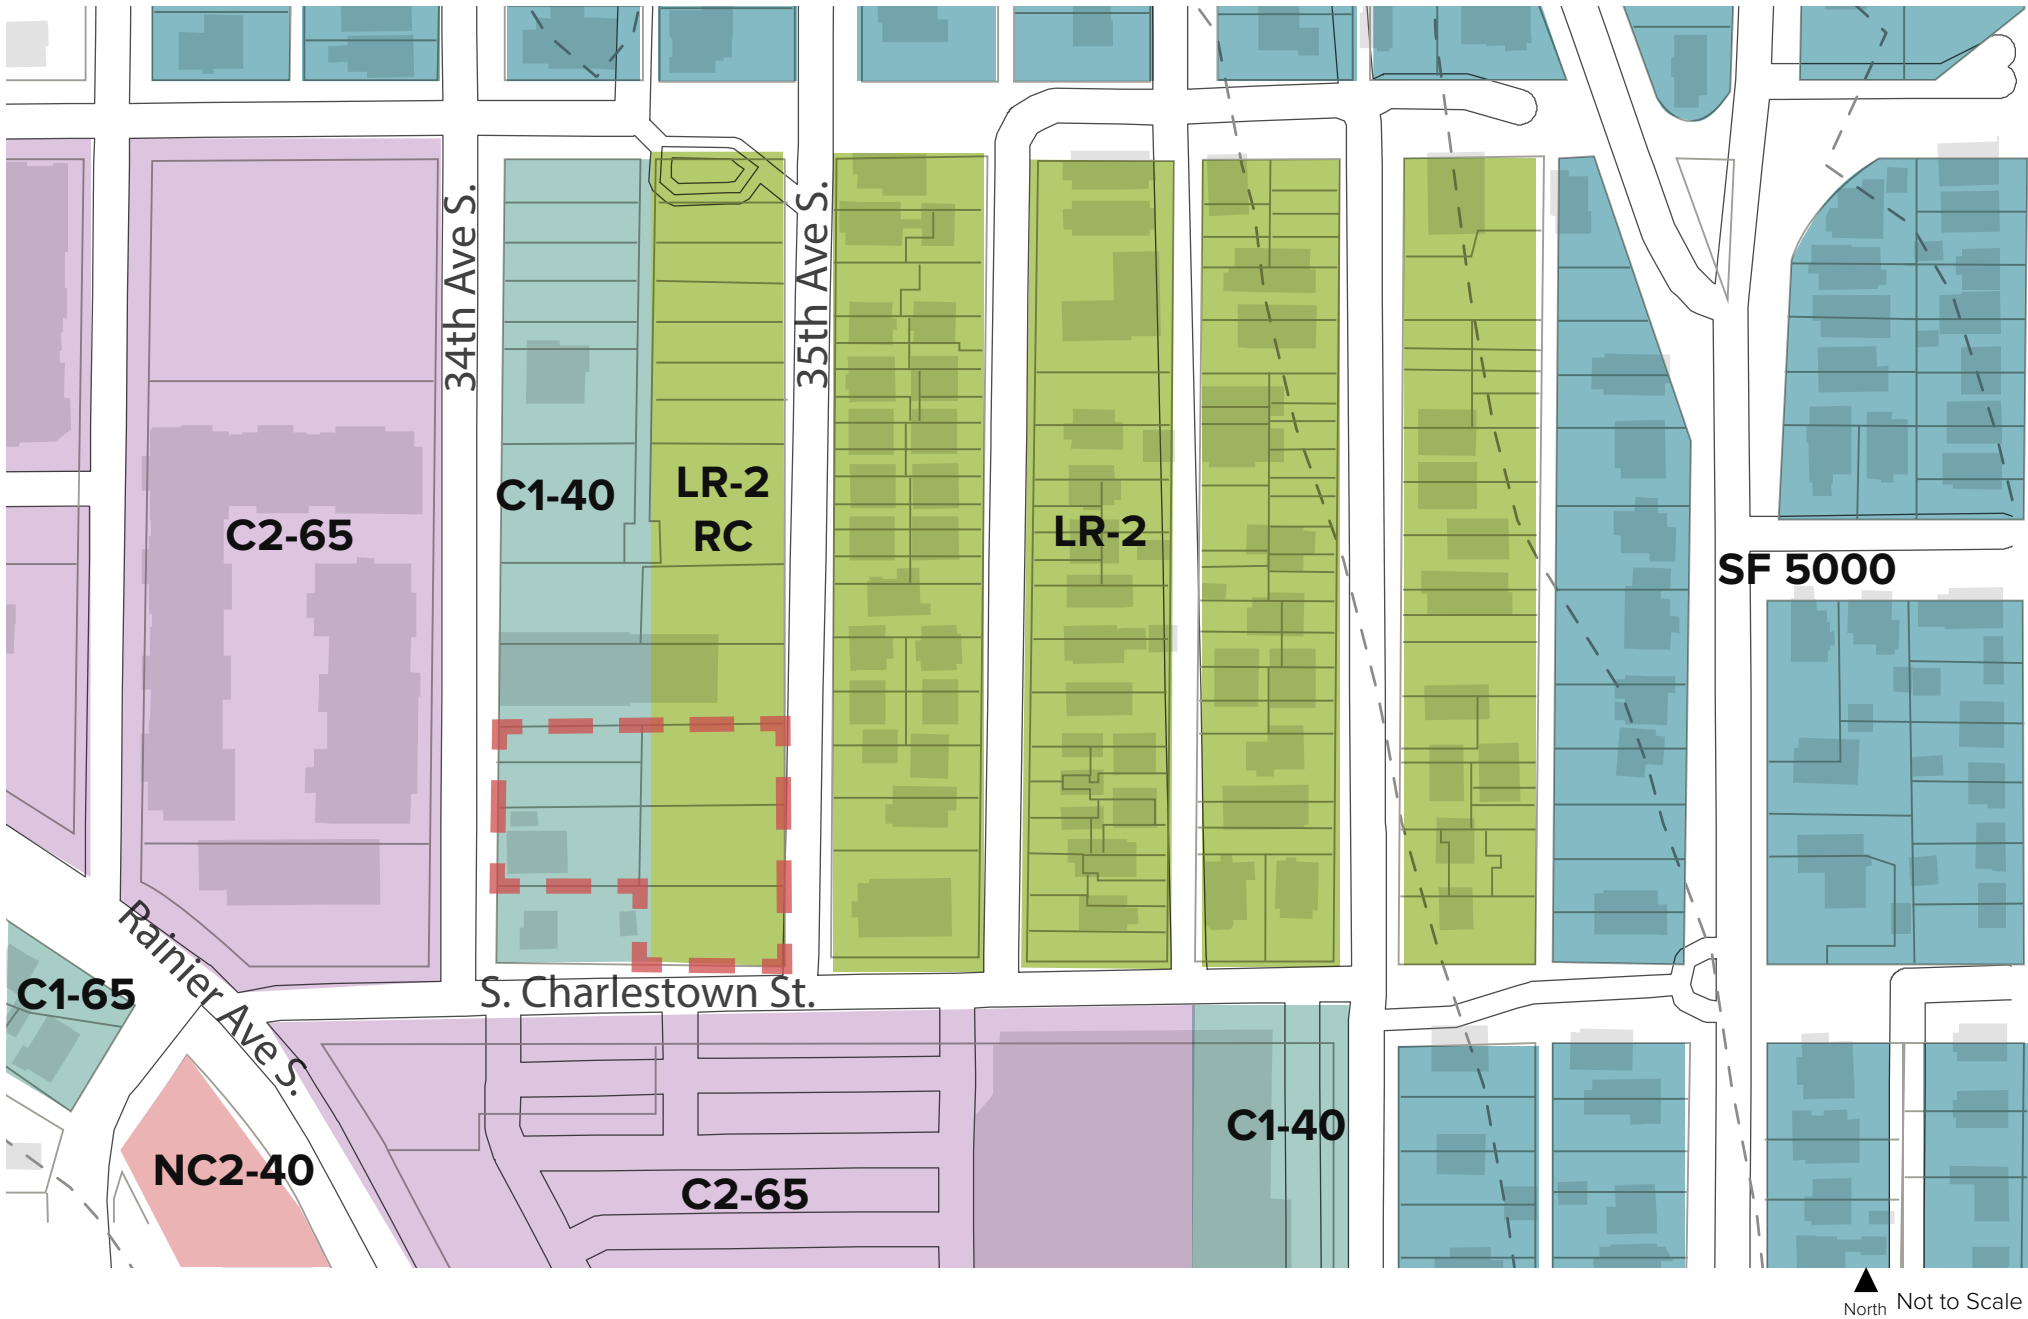 34th Ave S.
35th Ave S.
C1-40
LR-2
RC
C2-65
LR-2
SF 5000
C1-65
Rainier Ave S.
S. Charlestown St.
C1-40
NC2-40
C2-65
North
Not to Scale